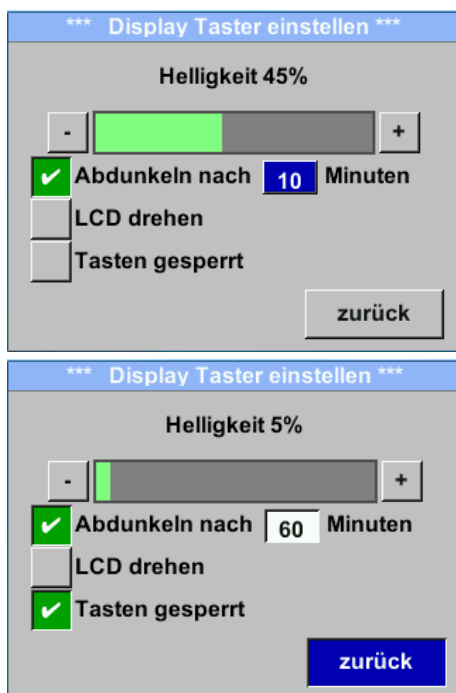 *** Display Taster einstellen ***
Helligkeit 45%
- +
Abdunkeln nach 10 Minuten
LCD drehen
Tasten gesperrt
zurück
*** Display Taster einstellen ***
Helligkeit 5%
- +
Abdunkeln nach 60 Minuten
LCD drehen
Tasten gesperrt
zurück